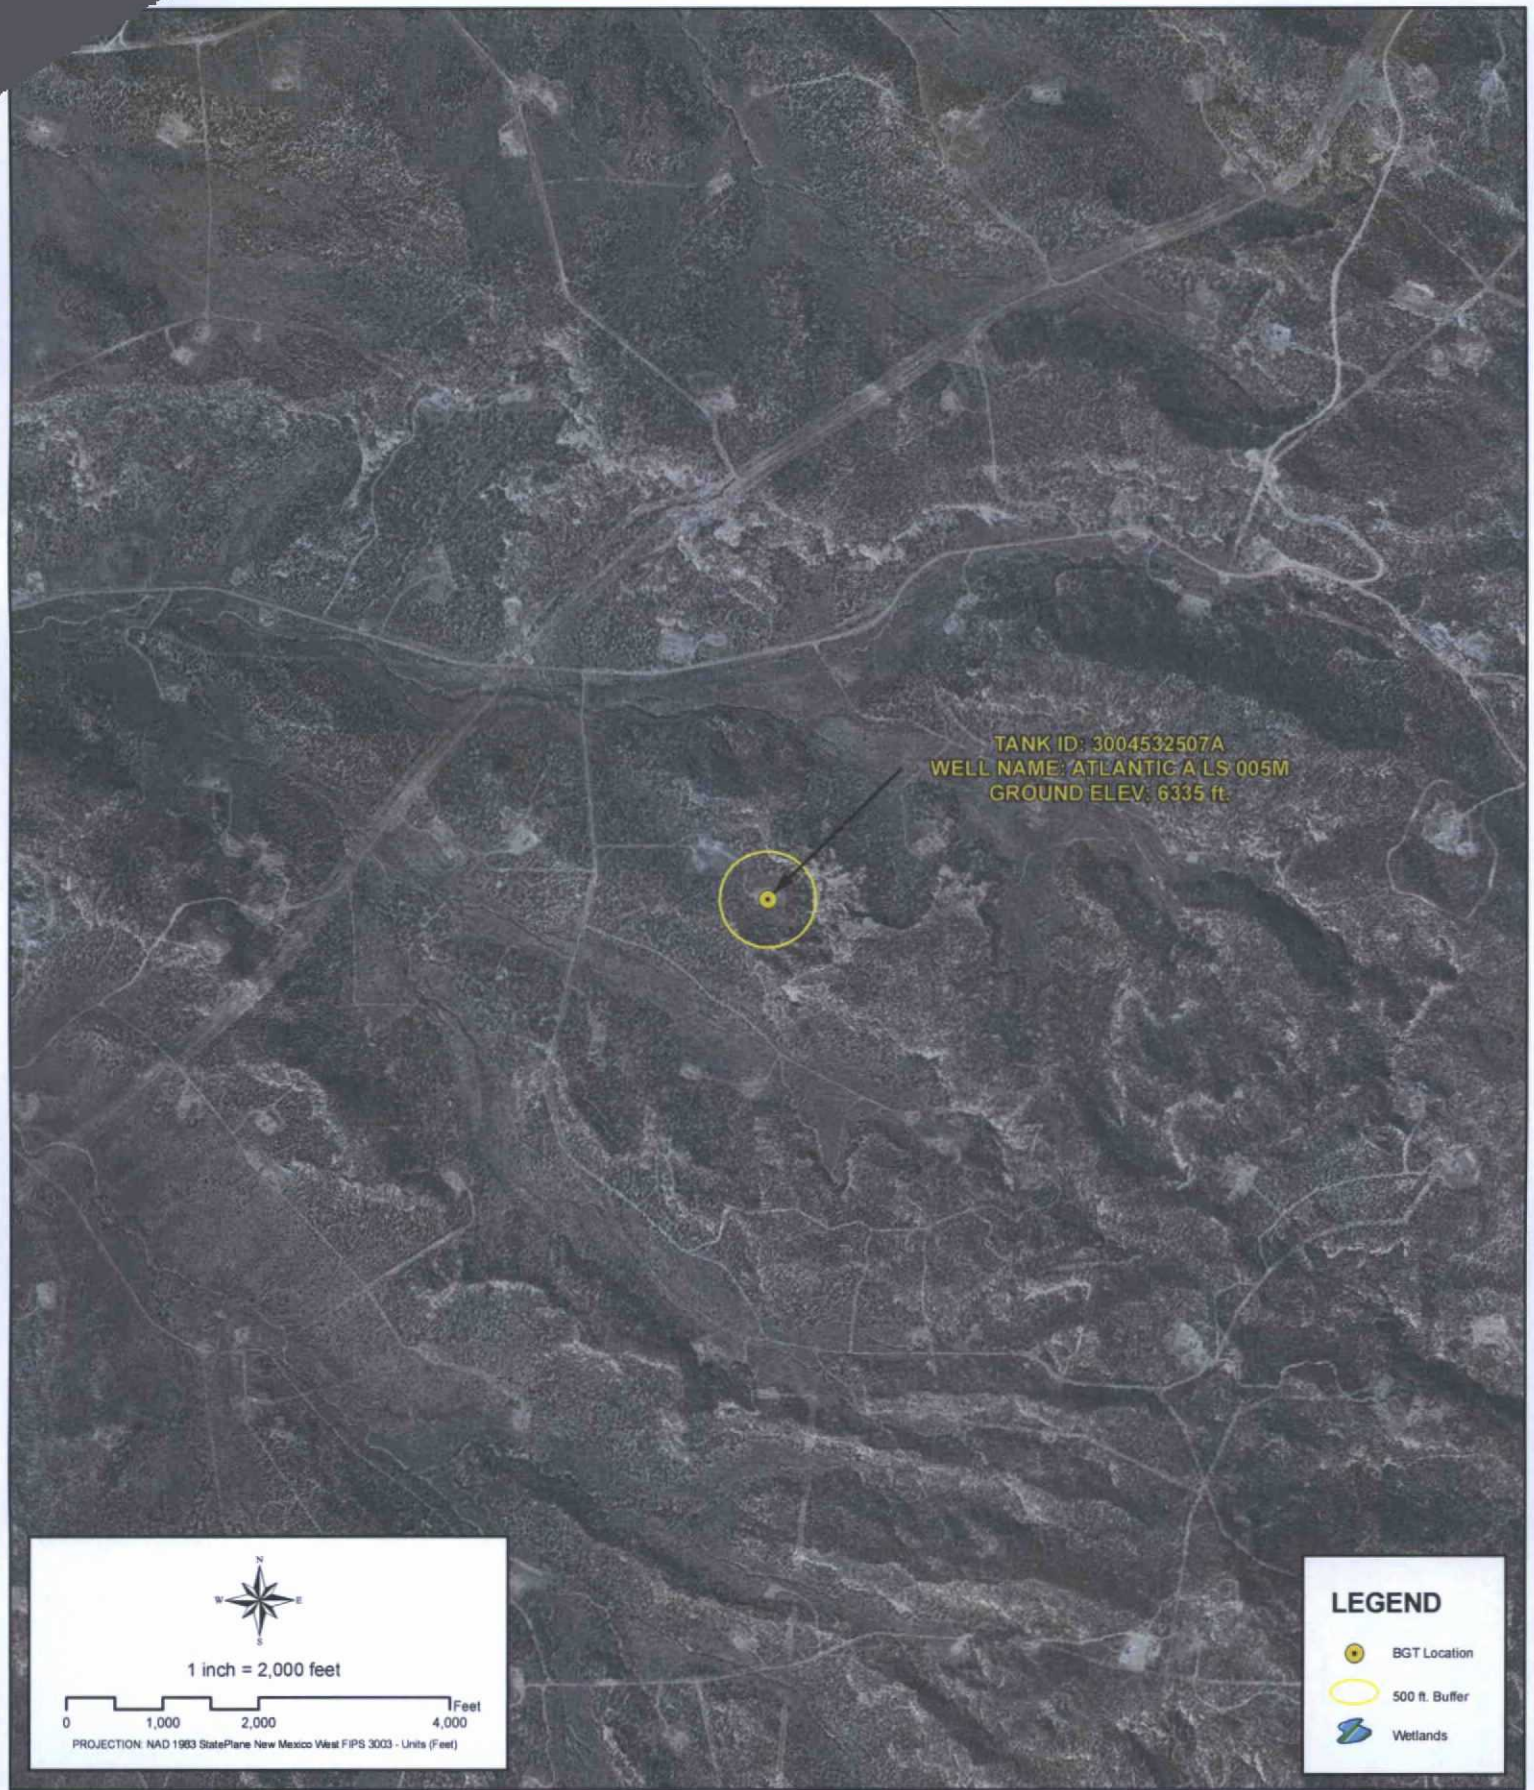 TANK ID: 3004532507A
WELL NAME: ATLANTIC A LS 005M
GROUND ELEV: 6335 ft.
N
W E
S
1 inch = 2,000 feet
Feet
0 1,000 2,000 4,000
PROJECTION: NAD 1983 StatePlane New Mexico West FIPS 3003 - Units (Feet)
LEGEND
BGT Location
500 ft. Buffer
Wetlands